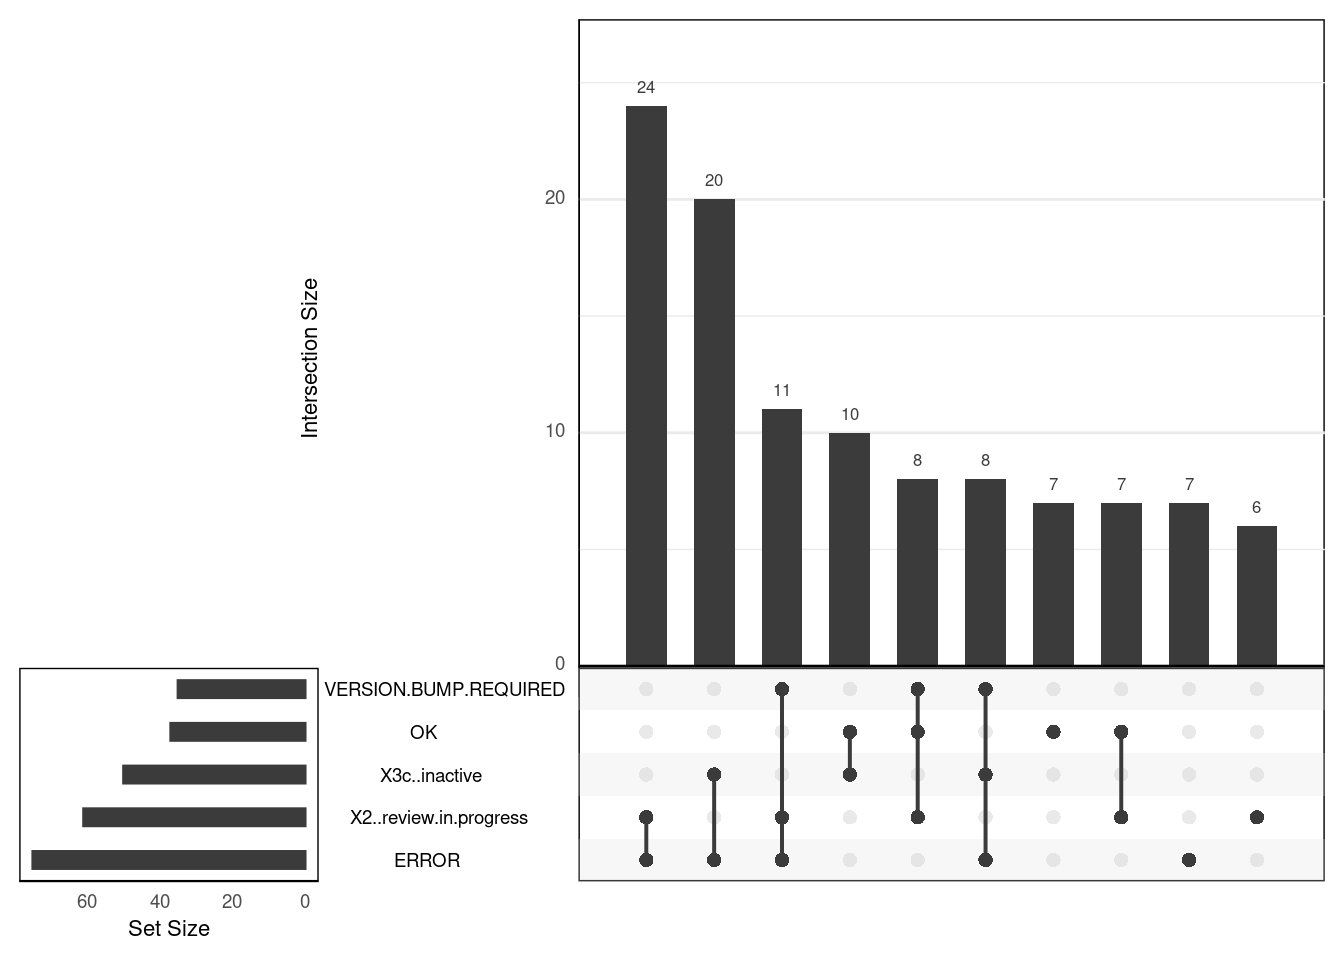 24
20
11
10
8
8
7
7
7
6
20
10
0
Intersection Size
VERSION.BUMP.REQUIRED
OK
X3c..inactive
X2..review.in.progress
ERROR
60 40 20 0
Set Size